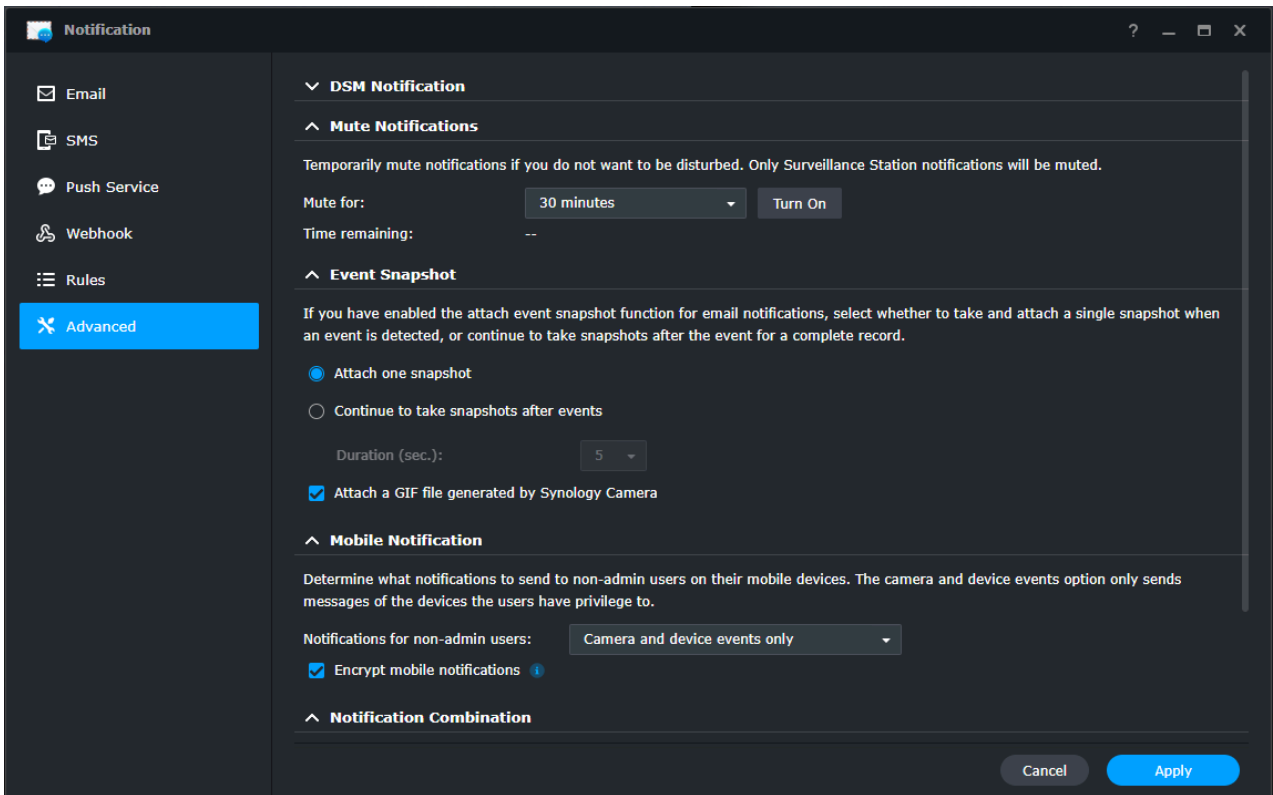 Notification
?
Email
SMS
Push Service
Webhook
Rules
Advanced
DSM Notification
Mute Notifications
Temporarily mute notifications if you do not want to be disturbed. Only Surveillance Station notifications will be muted.
Mute for: 30 minutes Turn On
Time remaining: --
Event Snapshot
If you have enabled the attach event snapshot function for email notifications, select whether to take and attach a single snapshot when
an event is detected, or continue to take snapshots after the event for a complete record.
Attach one snapshot
Continue to take snapshots after events
Duration (sec.): 5
Attach a GIF file generated by Synology Camera
Mobile Notification
Determine what notifications to send to non-admin users on their mobile devices. The camera and device events option only sends
messages of the devices the users have privilege to.
Notifications for non-admin users: Camera and device events only
Encrypt mobile notifications i
Notification Combination
Cancel Apply